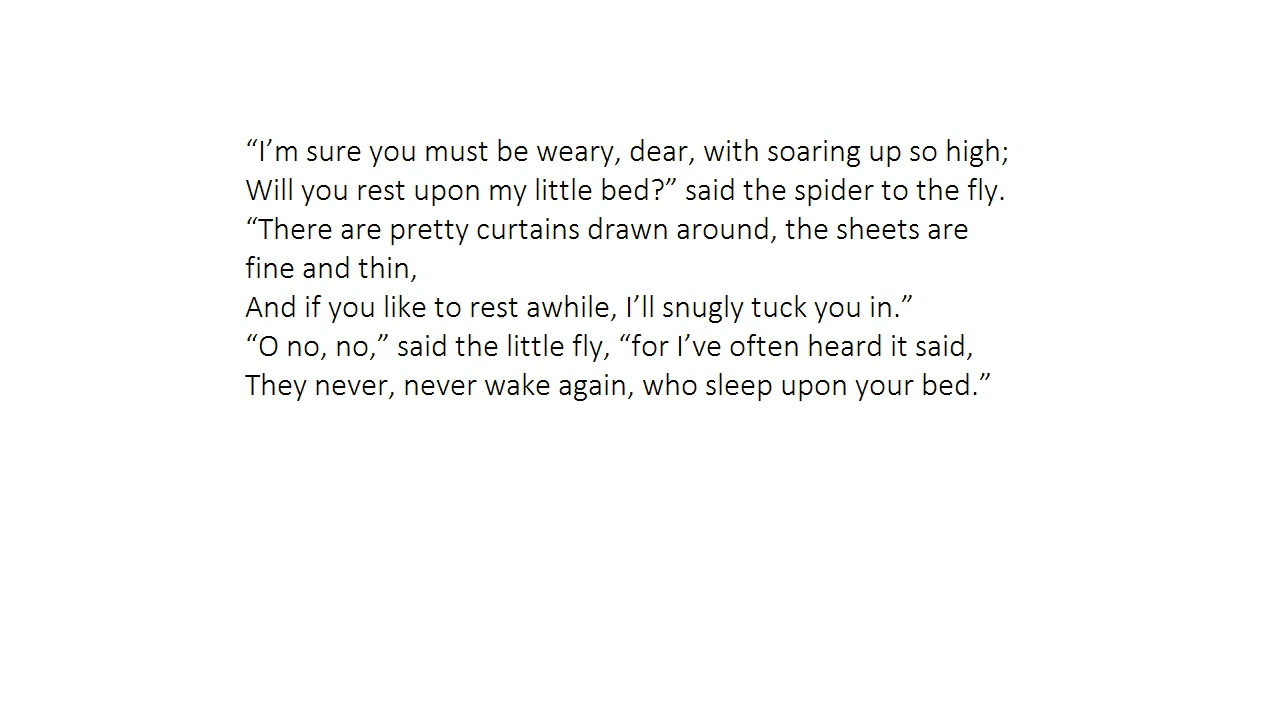 “I’m sure you must be weary, dear, with soaring up so high;
Will you rest upon my little bed?” said the spider to the fly.
“There are pretty curtains drawn around, the sheets are
fine and thin,
And if you like to rest awhile, I’ll snugly tuck you in.”
“O no, no,” said the little fly, “for I’ve often heard it said,
They never, never wake again, who sleep upon your bed.”